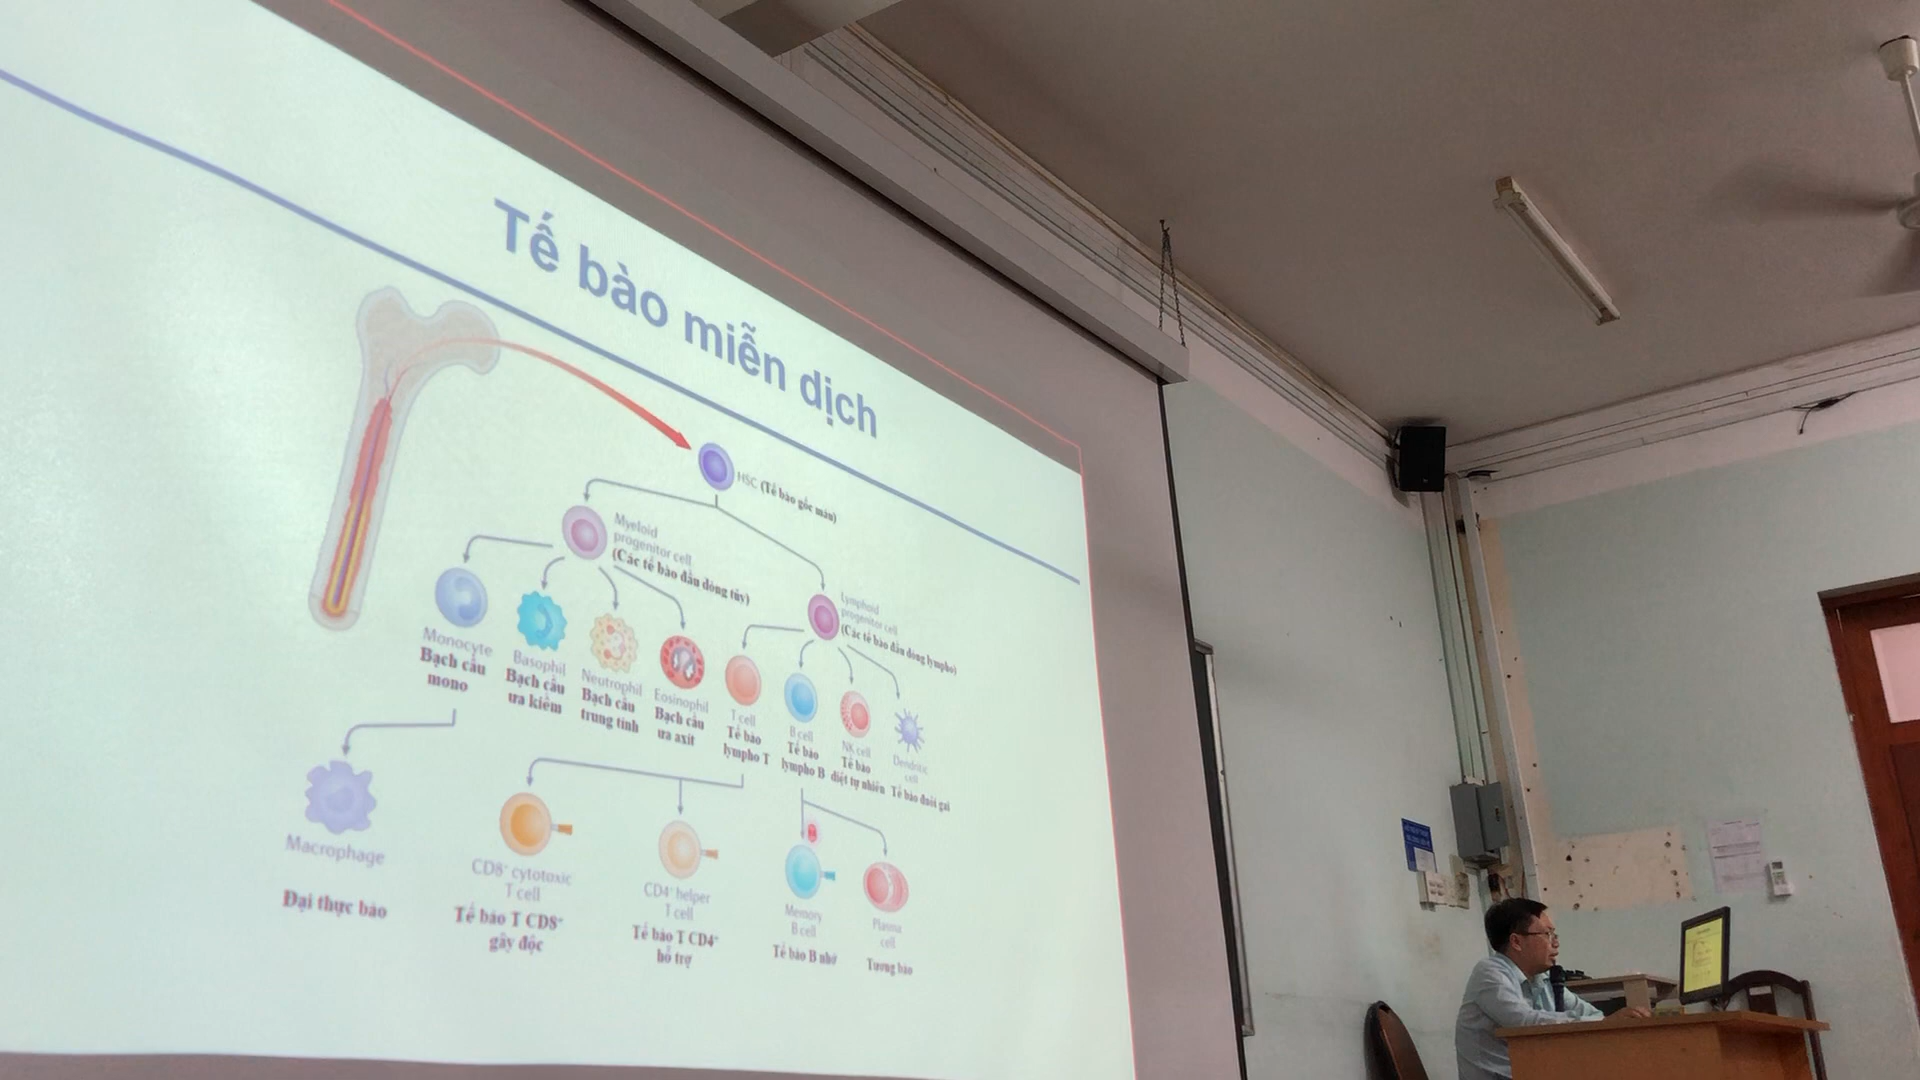 Tế bào miễn dịch
HSC (Tế bào gốc máu)
Myeloid
progenitor cell
(Các tế bào đầu dòng tủy)
Lymphoid
progenitor cell
(Các tế bào đầu dòng lympho)
Monocyte
Bạch cầu
mono
Basophil
Bạch cầu
ưa kiềm
Neutrophil
Bạch cầu
trung tính
Eosinophil
Bạch cầu
ưa axit
T cell
Tế bào
lympho T
B cell
Tế bào
lympho B
NK cell
Tế bào
diệt tự nhiên
Dendritic
cell
Tế bào đuôi gai
Macrophage
Đại thực bào
CD8⁺ cytotoxic
T cell
Tế bào T CD8⁺
gây độc
CD4⁺ helper
T cell
Tế bào T CD4⁺
hỗ trợ
Memory
B cell
Tế bào B nhớ
Plasma
cell
Tương bào